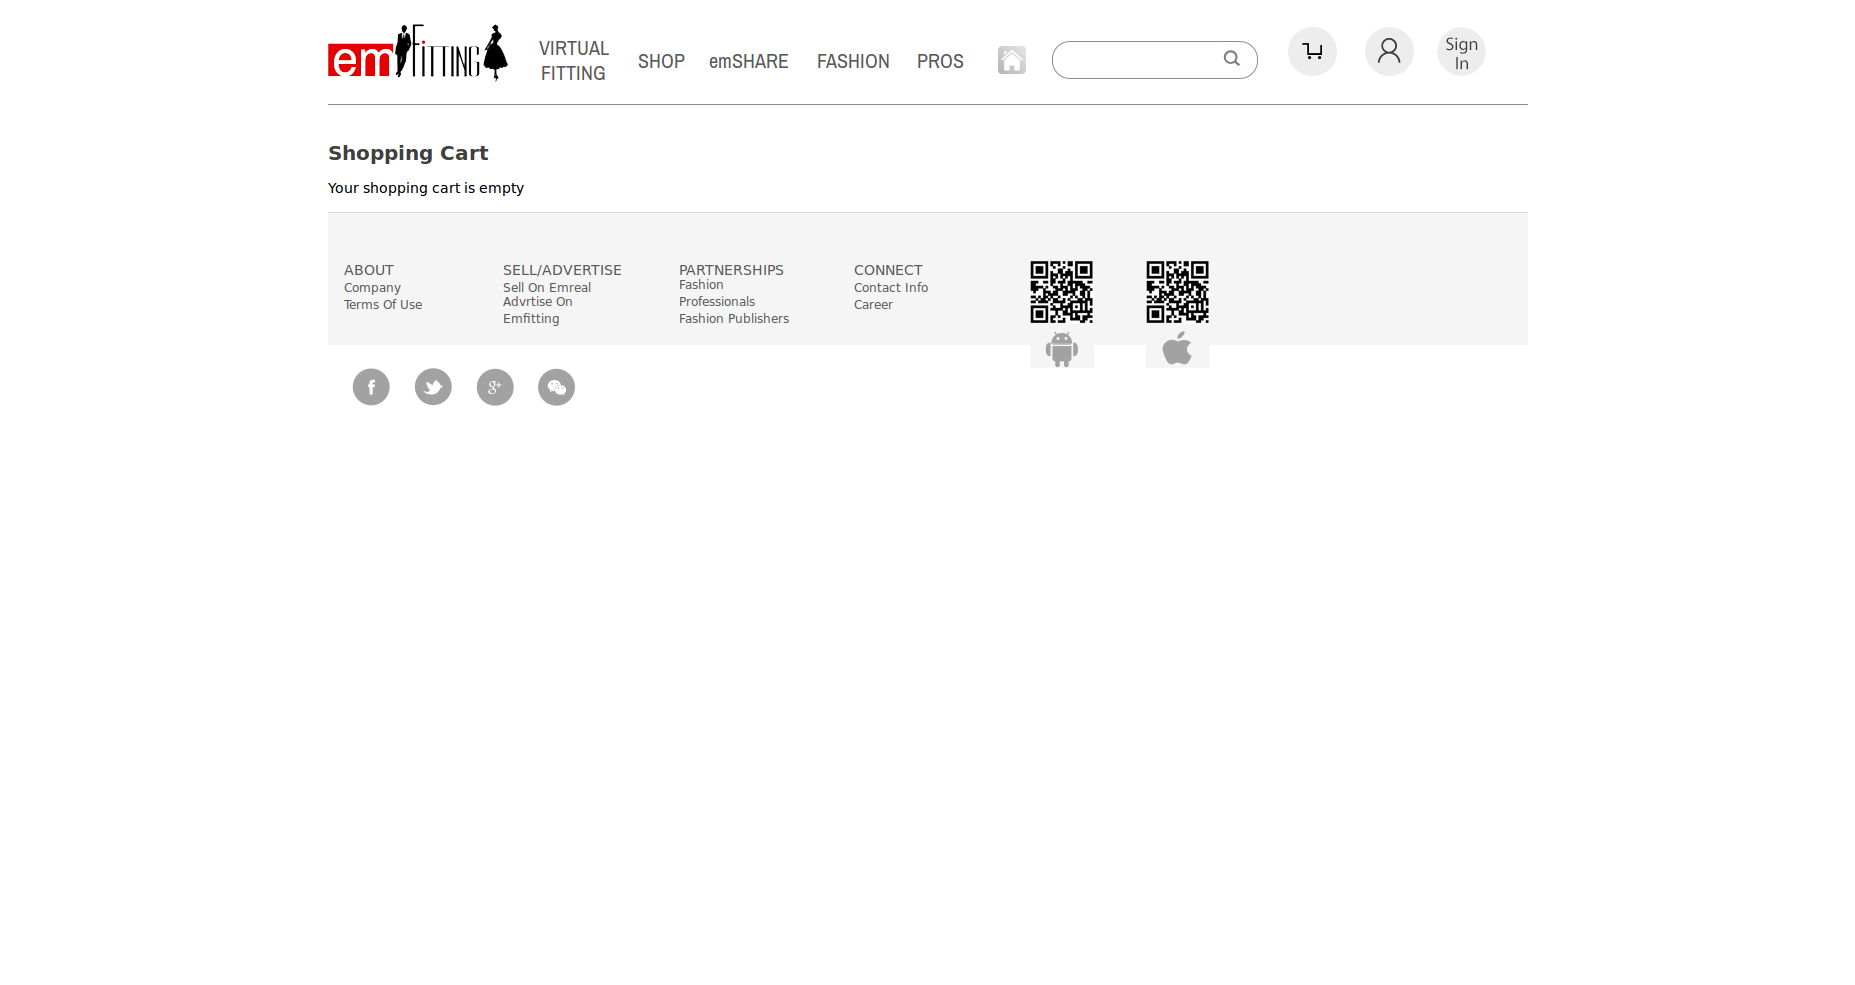 emFITTING
VIRTUAL
FITTING
SHOP
emSHARE
FASHION
PROS
Sign
In
Shopping Cart
Your shopping cart is empty
ABOUT
Company
Terms Of Use
SELL/ADVERTISE
Sell On Emreal
Advrtise On
Emfitting
PARTNERSHIPS
Fashion
Professionals
Fashion Publishers
CONNECT
Contact Info
Career
f
g+